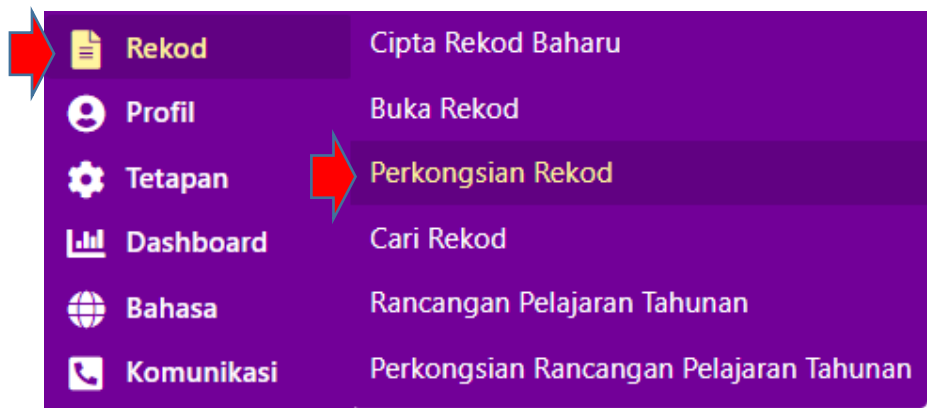 Rekod
Profil
Tetapan
Dashboard
Bahasa
Komunikasi
Cipta Rekod Baharu
Buka Rekod
Perkongsian Rekod
Cari Rekod
Rancangan Pelajaran Tahunan
Perkongsian Rancangan Pelajaran Tahunan